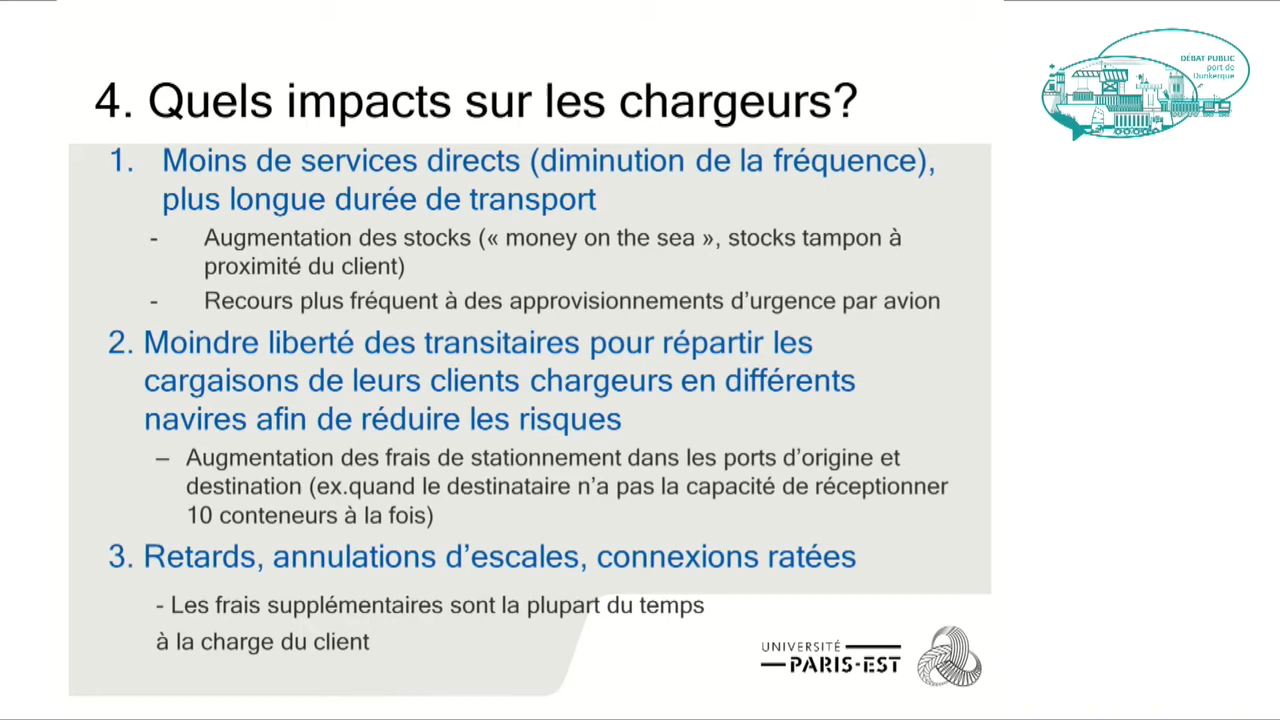 DÉBAT PUBLIC
port de
Dunkerque
4. Quels impacts sur les chargeurs?
1. Moins de services directs (diminution de la fréquence),
plus longue durée de transport
- Augmentation des stocks (« money on the sea », stocks tampon à
proximité du client)
- Recours plus fréquent à des approvisionnements d’urgence par avion
2. Moindre liberté des transitaires pour répartir les
cargaisons de leurs clients chargeurs en différents
navires afin de réduire les risques
– Augmentation des frais de stationnement dans les ports d’origine et
destination (ex.quand le destinataire n’a pas la capacité de réceptionner
10 conteneurs à la fois)
3. Retards, annulations d’escales, connexions ratées
- Les frais supplémentaires sont la plupart du temps
à la charge du client
UNIVERSITÉ
PARIS-EST